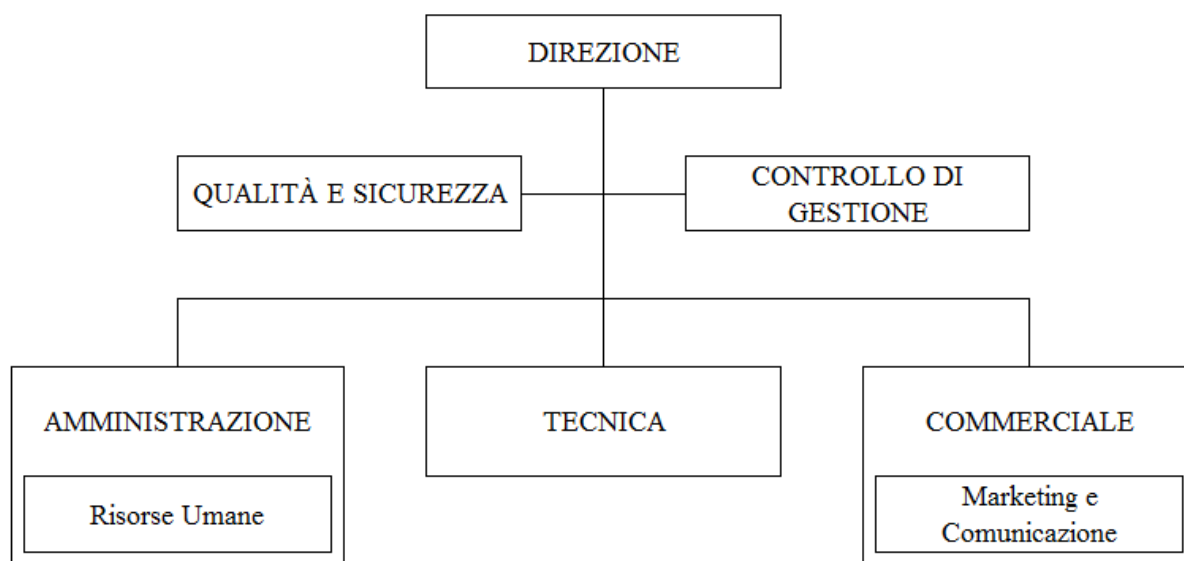 DIREZIONE
QUALITÀ E SICUREZZA
CONTROLLO DI
GESTIONE
AMMINISTRAZIONE
Risorse Umane
TECNICA
COMMERCIALE
Marketing e
Comunicazione